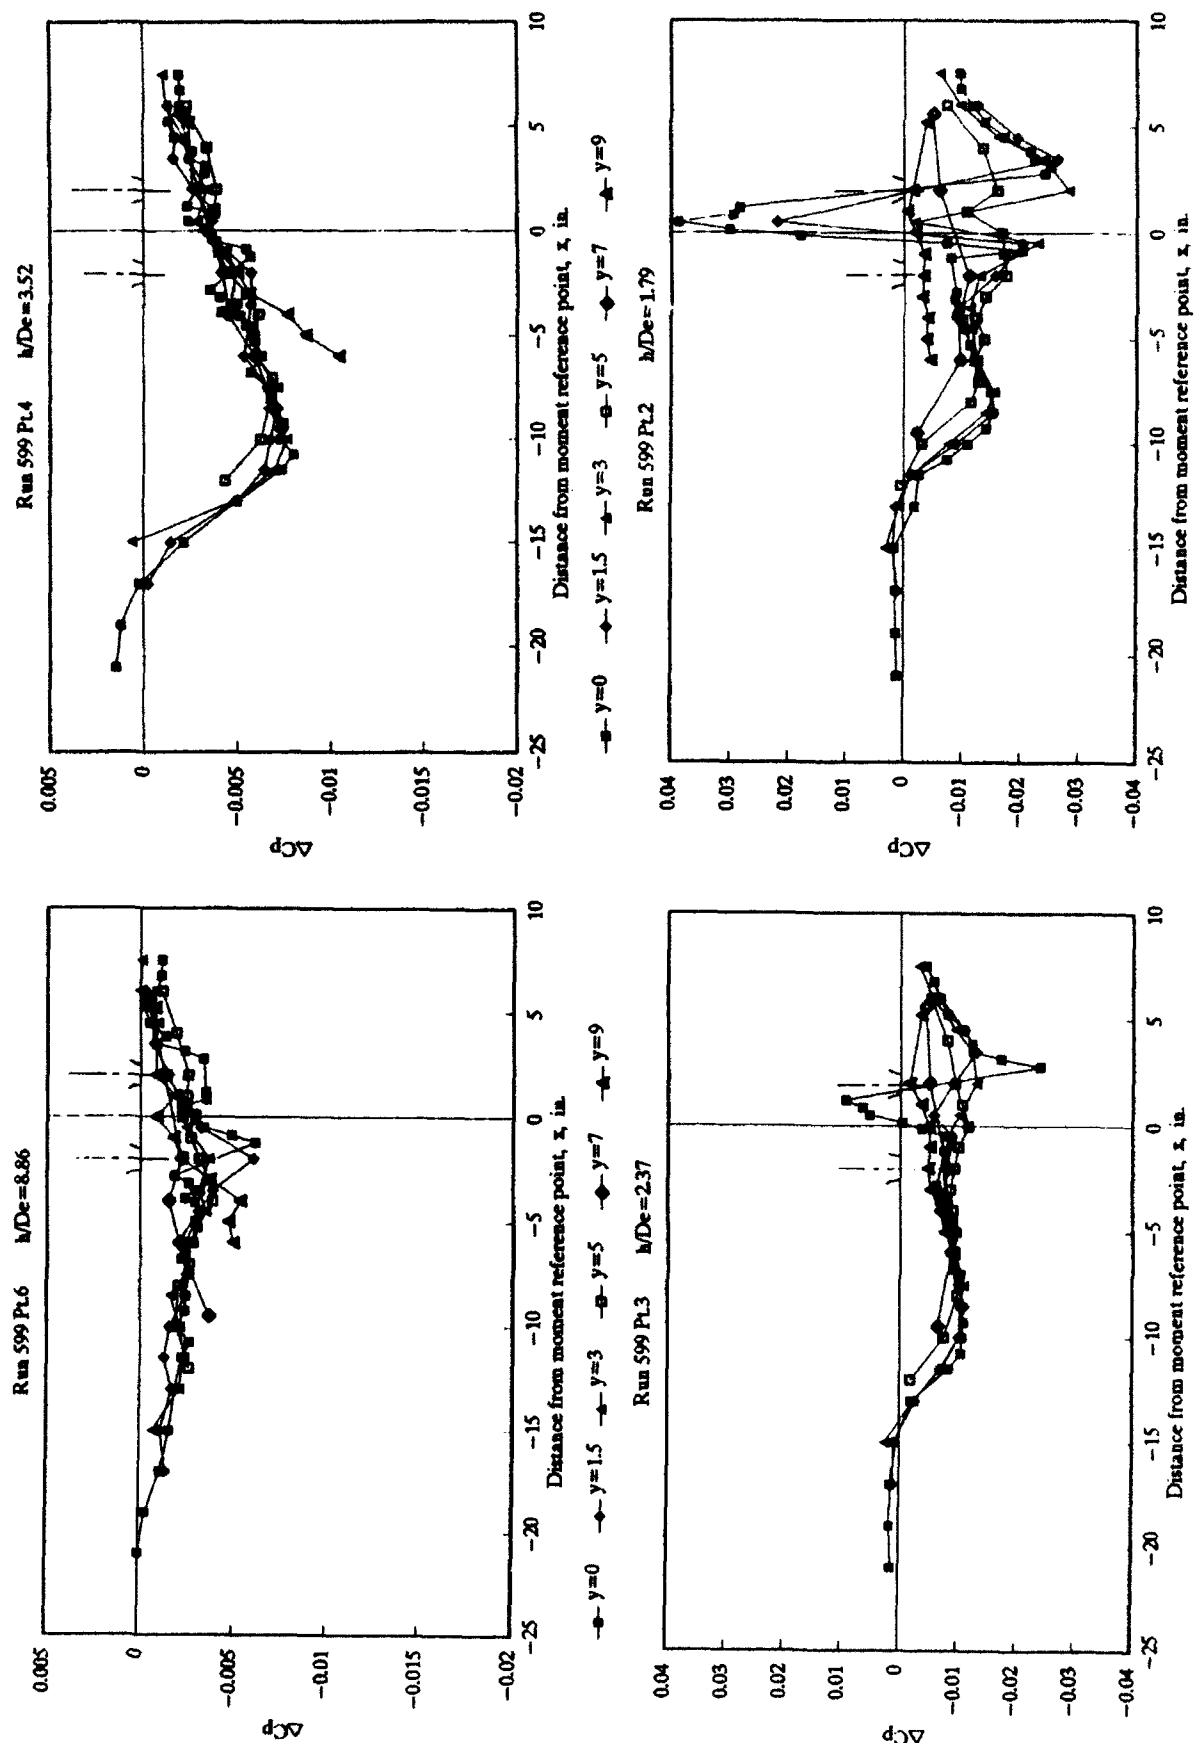 Run 599 Pt.6 h/De=8.86
0.005
0
−0.005
−0.01
−0.015
−0.02
ΔCp
−25 −20 −15 −10 −5 0 5 10
Distance from moment reference point, x, in.
Run 599 Pt.4 h/De=3.52
0.005
0
−0.005
−0.01
−0.015
−0.02
ΔCp
−25 −20 −15 −10 −5 0 5 10
Distance from moment reference point, x, in.
y=0 y=1.5 y=3 y=5 y=7 y=9
y=0 y=1.5 y=3 y=5 y=7 y=9
Run 599 Pt.3 h/De=2.37
0.04
0.03
0.02
0.01
0
−0.01
−0.02
−0.03
−0.04
ΔCp
−25 −20 −15 −10 −5 0 5 10
Distance from moment reference point, x, in.
Run 599 Pt.2 h/De=1.79
0.04
0.03
0.02
0.01
0
−0.01
−0.02
−0.03
−0.04
ΔCp
−25 −20 −15 −10 −5 0 5 10
Distance from moment reference point, x, in.